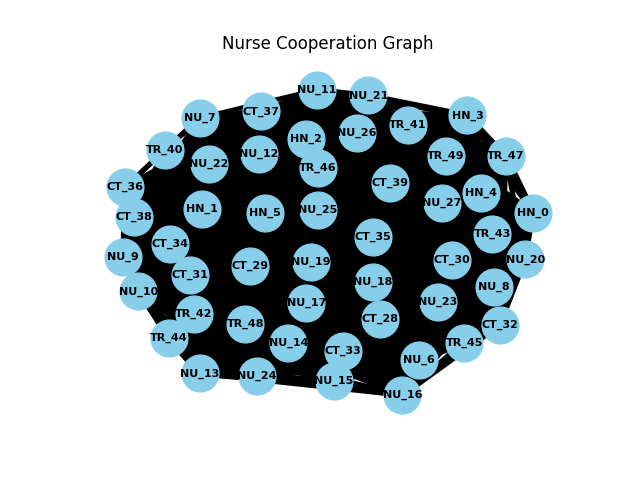 Nurse Cooperation Graph
NU_11
NU_21
CT_37
HN_3
NU_7
TR_41
NU_26
HN_2
TR_40
NU_12
TR_49
TR_47
NU_22
TR_46
CT_39
CT_36
HN_4
NU_27
HN_1
NU_25
HN_5
HN_0
CT_38
TR_43
CT_35
CT_34
NU_9
NU_20
CT_30
NU_19
CT_29
CT_31
NU_18
NU_8
NU_10
NU_23
NU_17
TR_42
CT_28
TR_48
CT_32
TR_44
NU_14
TR_45
CT_33
NU_6
NU_13
NU_24
NU_15
NU_16